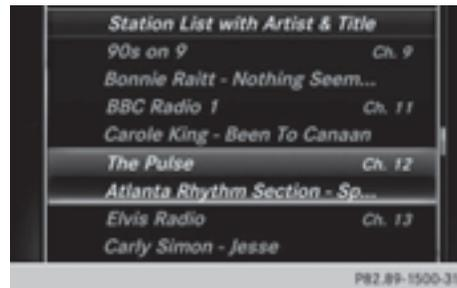 Station List with Artist & Title
90s on 9 Ch. 9
Bonnie Raitt - Nothing Seem...
BBC Radio 1 Ch. 11
Carole King - Been To Canaan
The Pulse Ch. 12
Atlanta Rhythm Section - Sp...
Elvis Radio Ch. 13
Carly Simon - Jesse
P82.89-1500-31